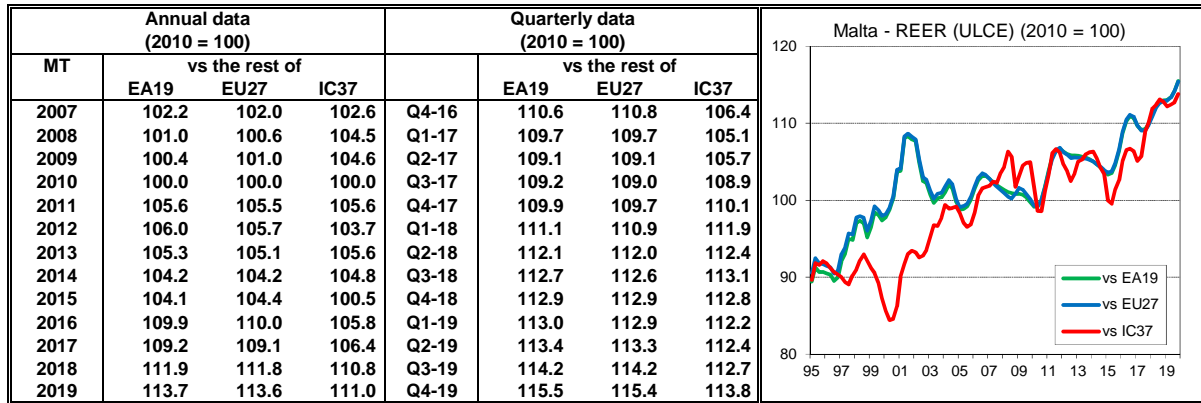 Annual data
(2010 = 100)
Quarterly data
(2010 = 100)
MT vs the rest of vs the rest of
EA19 EU27 IC37 EA19 EU27 IC37
2007 102.2 102.0 102.6 Q4-16 110.6 110.8 106.4
2008 101.0 100.6 104.5 Q1-17 109.7 109.7 105.1
2009 100.4 101.0 104.6 Q2-17 109.1 109.1 105.7
2010 100.0 100.0 100.0 Q3-17 109.2 109.0 108.9
2011 105.6 105.5 105.6 Q4-17 109.9 109.7 110.1
2012 106.0 105.7 103.7 Q1-18 111.1 110.9 111.9
2013 105.3 105.1 105.6 Q2-18 112.1 112.0 112.4
2014 104.2 104.2 104.8 Q3-18 112.7 112.6 113.1
2015 104.1 104.4 100.5 Q4-18 112.9 112.9 112.8
2016 109.9 110.0 105.8 Q1-19 113.0 112.9 112.2
2017 109.2 109.1 106.4 Q2-19 113.4 113.3 112.4
2018 111.9 111.8 110.8 Q3-19 114.2 114.2 112.7
2019 113.7 113.6 111.0 Q4-19 115.5 115.4 113.8
Malta - REER (ULCE) (2010 = 100)
120
110
100
90
80
95 97 99 01 03 05 07 09 11 13 15 17 19
vs EA19
vs EU27
vs IC37